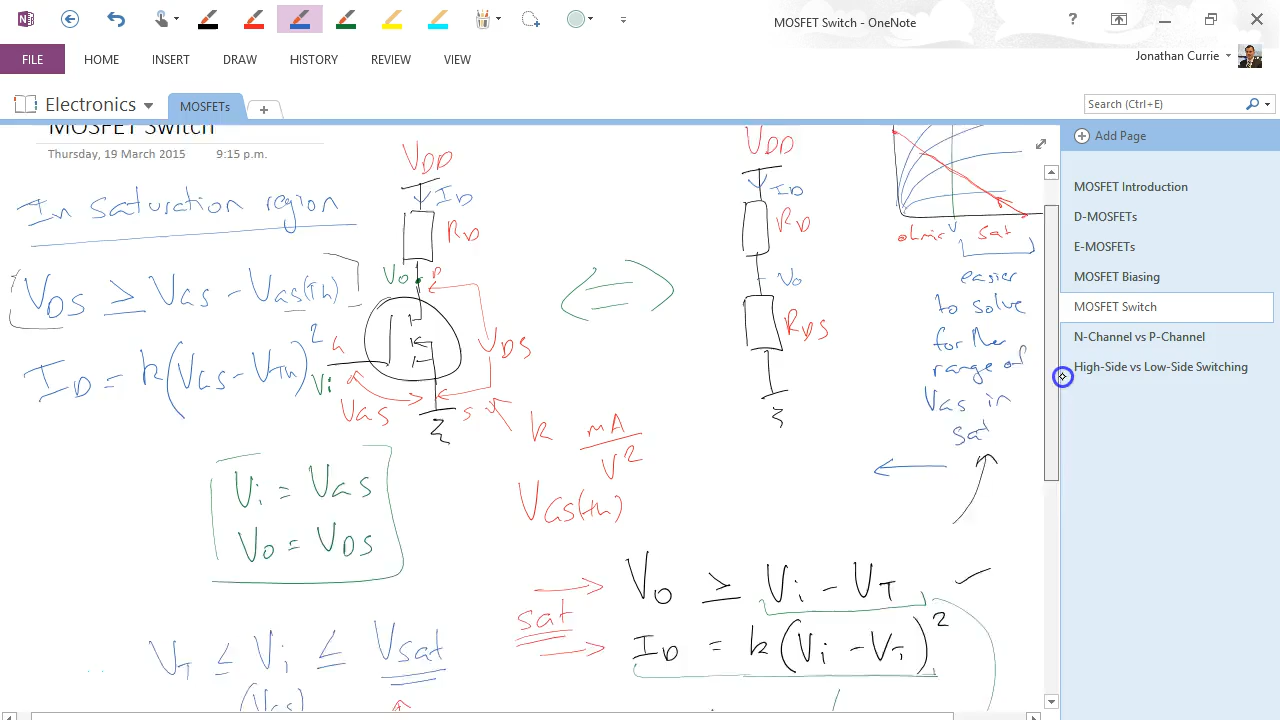 MOSFET Switch - OneNote
?
Jonathan Currie
FILE
HOME
INSERT
DRAW
HISTORY
REVIEW
VIEW
Electronics
MOSFETs
Search (Ctrl+E)
MOSFET Switch
Thursday, 19 March 2015
9:15 p.m.
Add Page
MOSFET Introduction
D-MOSFETs
E-MOSFETs
MOSFET Biasing
MOSFET Switch
N-Channel vs P-Channel
High-Side vs Low-Side Switching
In saturation region
VDS ≥ VGS - VGS(th)
ID = k(VGS - VTh)²
VDD
ID
RD
Vo
D
G
Vi
VGS
VDS
S
k mA/V²
VGS(th)
Vi = VGS
Vo = VDS
VT ≤ Vi ≤ Vsat
(VGS)
VDD
ID
RD
Vo
RDS
ohmic
sat
easier
to solve
for the
range of
VGS in
sat
sat
Vo ≥ Vi - VT
ID = k(Vi - VT)²